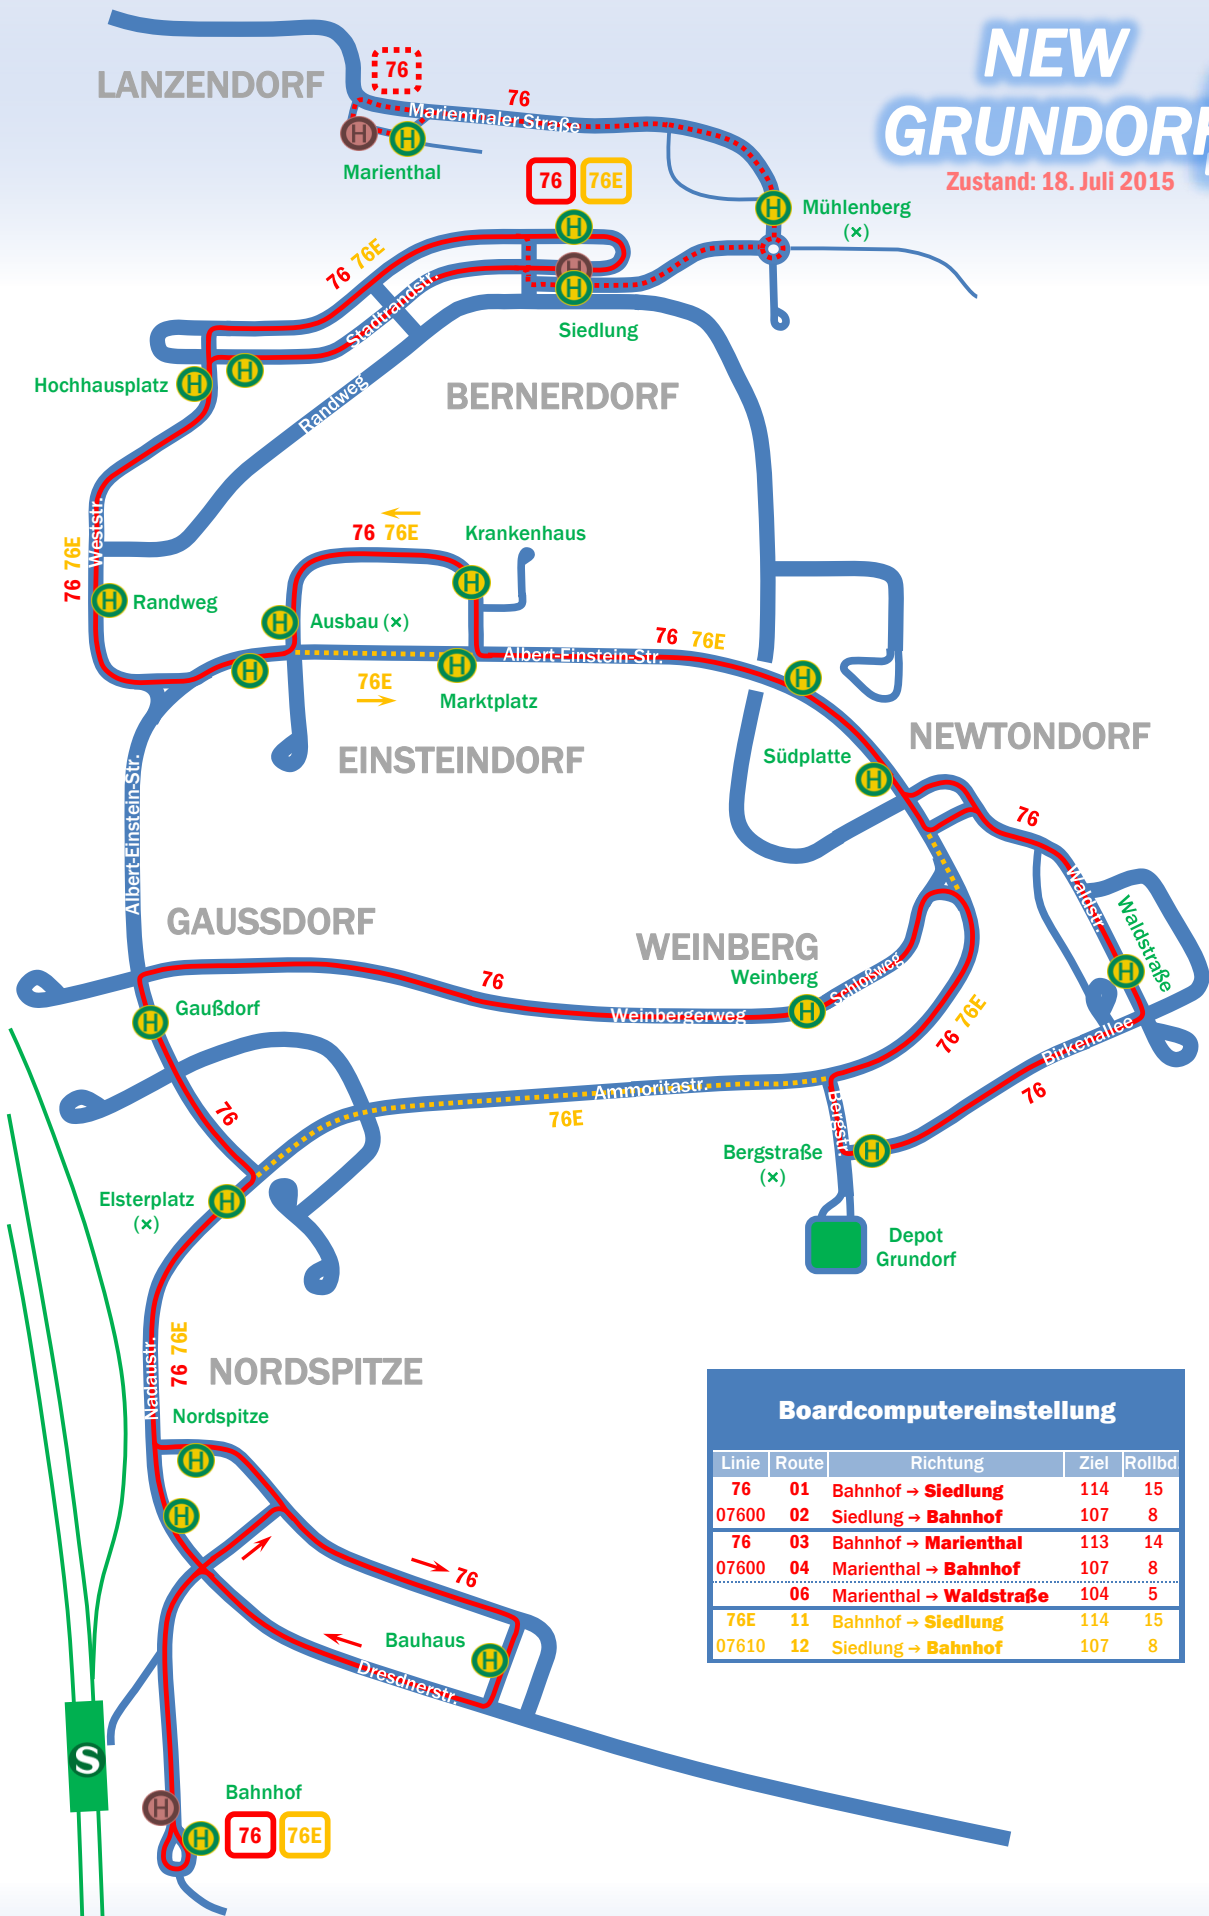 NEW
GRUNDORF
Zustand: 18. Juli 2015
LANZENDORF
76
76
Marienthaler Straße
H
H
Marienthal
76
76E
H
Mühlenberg
(×)
H
H
H
Siedlung
76 76E
Stadtrandstr.
Hochhausplatz
H
H
Randweg
BERNERDORF
Weststr.
76 76E
H
Randweg
76 76E
Krankenhaus
H
H
Ausbau (×)
H
76E
H
Marktplatz
Albert-Einstein-Str.
76 76E
H
Südplatte
H
EINSTEINDORF
NEWTONDORF
Albert-Einstein-Str.
76
Waldstr.
Waldstraße
H
GAUSSDORF
WEINBERG
Weinberg
H
Schloßweg
76
Weinbergerweg
Gaußdorf
H
76 76E
Birkenallee
76
76
Ammoritastr.
76E
Bergstr.
Bergstraße
(×)
H
Elsterplatz
(×)
H
Depot
Grundorf
76 76E
Nadaustr.
NORDSPITZE
Nordspitze
H
H
76
Bauhaus
H
Dresdnerstr.
S
Bahnhof
H
H
76
76E
Boardcomputereinstellung
Linie Route Richtung Ziel Rollbd.
76 01 Bahnhof → Siedlung 114 15
07600 02 Siedlung → Bahnhof 107 8
76 03 Bahnhof → Marienthal 113 14
07600 04 Marienthal → Bahnhof 107 8
06 Marienthal → Waldstraße 104 5
76E 11 Bahnhof → Siedlung 114 15
07610 12 Siedlung → Bahnhof 107 8